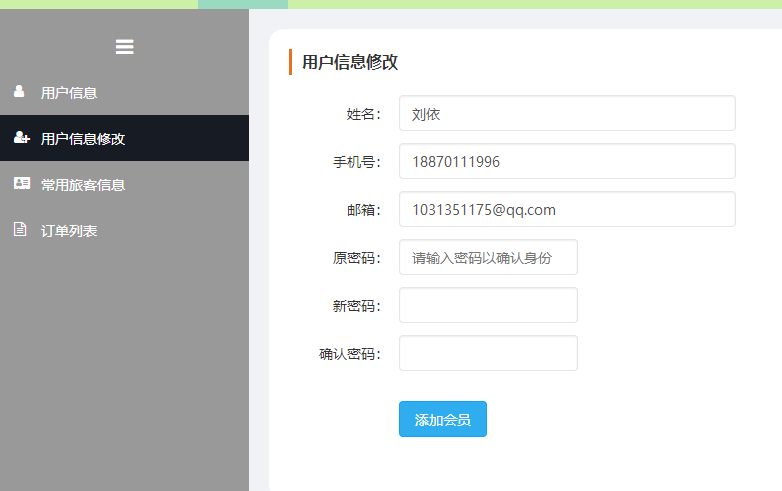 用户信息
用户信息修改
常用旅客信息
订单列表
用户信息修改
姓名： 刘依
手机号： 18870111996
邮箱： 1031351175@qq.com
原密码： 请输入密码以确认身份
新密码：
确认密码：
添加会员